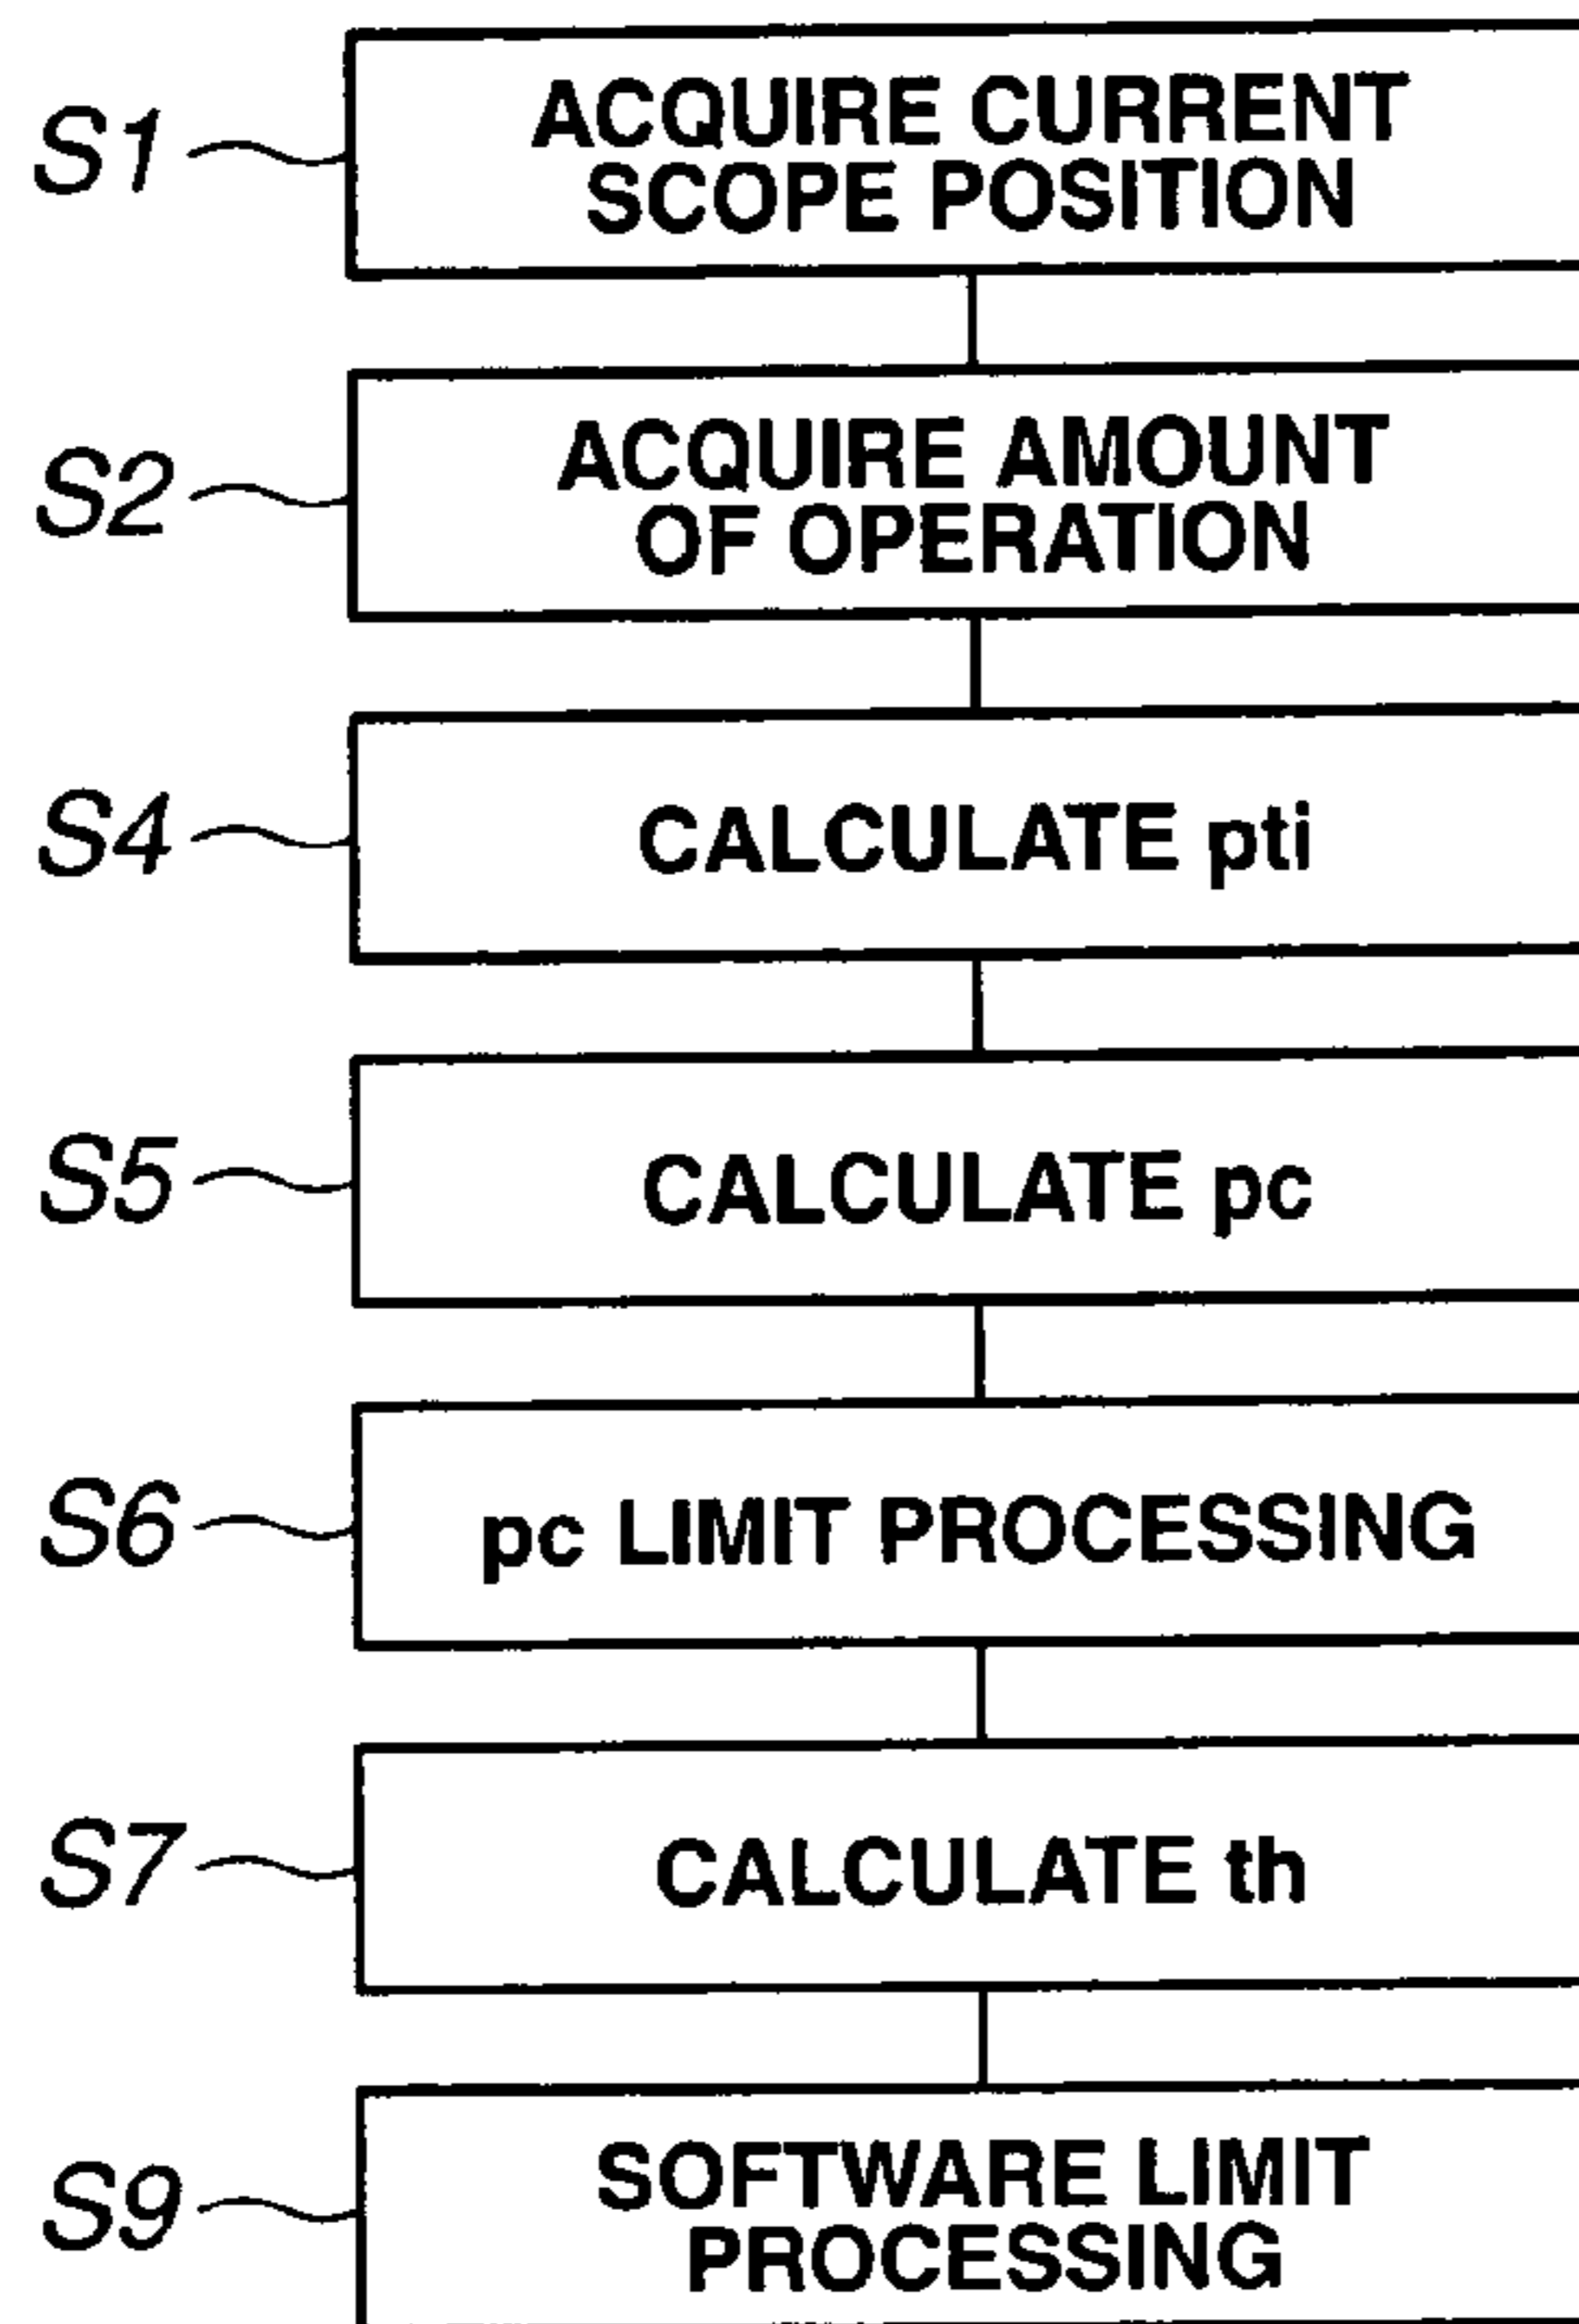 S1
ACQUIRE CURRENT
SCOPE POSITION
S2
ACQUIRE AMOUNT
OF OPERATION
S4
CALCULATE pti
S5
CALCULATE pc
S6
pc LIMIT PROCESSING
S7
CALCULATE th
S9
SOFTWARE LIMIT
PROCESSING